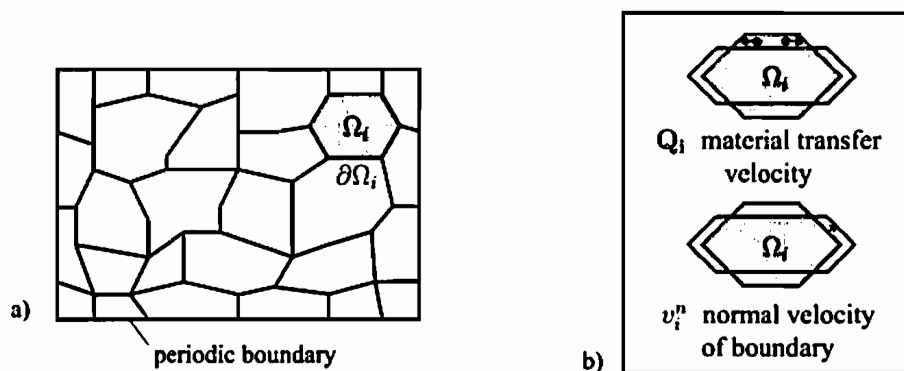 Ωᵢ
∂Ωᵢ
a)
periodic boundary
Ωᵢ
Qᵢ material transfer
velocity
Ωᵢ
vᵢⁿ normal velocity
of boundary
b)